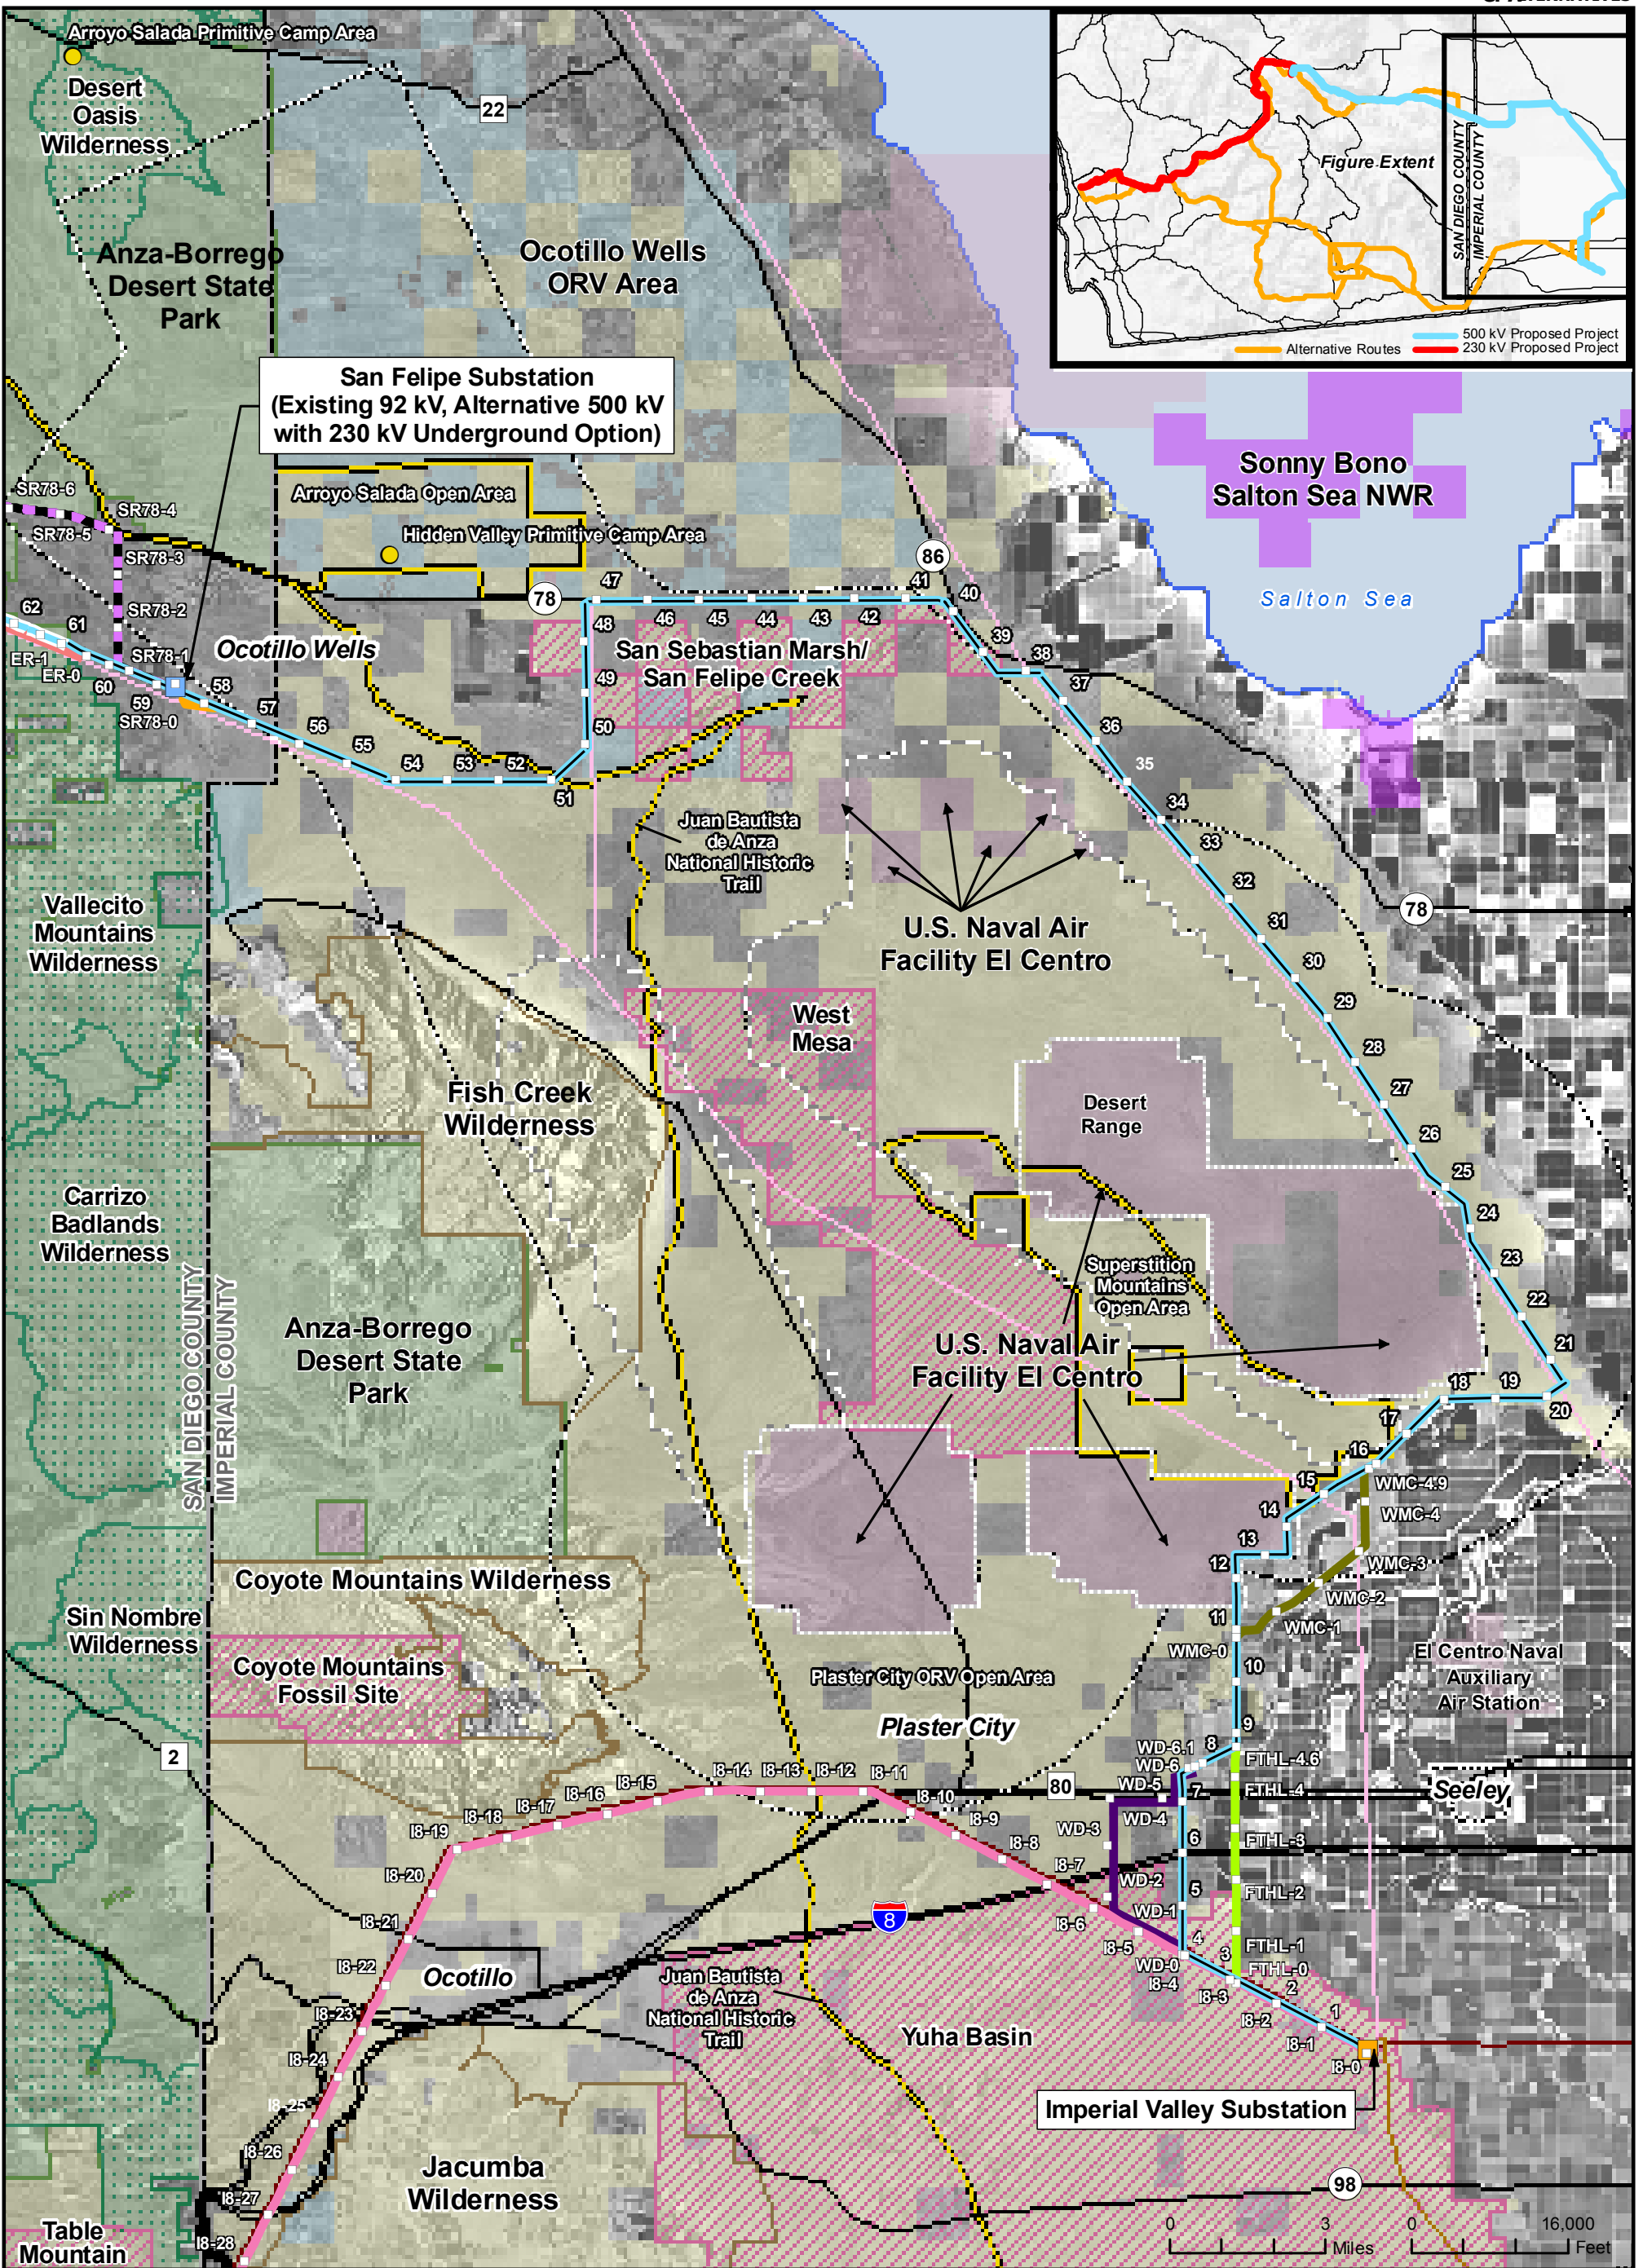 Arroyo Salada Primitive Camp Area
Desert
Oasis
Wilderness
22
Anza-Borrego
Desert State
Park
Ocotillo Wells
ORV Area
Figure Extent
SAN DIEGO COUNTY
IMPERIAL COUNTY
500 kV Proposed Project
Alternative Routes
230 kV Proposed Project
San Felipe Substation
(Existing 92 kV, Alternative 500 kV
with 230 kV Underground Option)
Sonny Bono
Salton Sea NWR
Salton Sea
Arroyo Salada Open Area
Hidden Valley Primitive Camp Area
SR78-6
SR78-5
SR78-4
SR78-3
SR78-2
SR78-1
SR78-0
ER-1
ER-0
62
61
60
59
58
57
56
55
54
53
52
51
50
49
48
47
46
45
44
43
42
41
40
39
38
37
36
35
34
33
32
31
30
29
28
27
26
25
24
23
22
21
20
19
18
17
16
15
14
13
12
11
10
9
8
7
6
5
4
3
2
1
78
86
Ocotillo Wells
San Sebastian Marsh/
San Felipe Creek
Juan Bautista
de Anza
National Historic
Trail
78
U.S. Naval Air
Facility El Centro
Vallecito
Mountains
Wilderness
West
Mesa
Fish Creek
Wilderness
Desert
Range
Carrizo
Badlands
Wilderness
SAN DIEGO COUNTY
IMPERIAL COUNTY
Superstition
Mountains
Open Area
Anza-Borrego
Desert State
Park
U.S. Naval Air
Facility El Centro
WMC-4.9
WMC-4
WMC-3
WMC-2
WMC-1
WMC-0
Coyote Mountains Wilderness
Sin Nombre
Wilderness
Coyote Mountains
Fossil Site
Plaster City ORV Open Area
El Centro Naval
Auxiliary
Air Station
Plaster City
2
80
Seeley
WD-6.1
WD-6
WD-5
WD-4
WD-3
WD-2
WD-1
WD-0
FTHL-4.6
FTHL-4
FTHL-3
FTHL-2
FTHL-1
FTHL-0
I8-14
I8-13
I8-12
I8-11
I8-10
I8-9
I8-8
I8-7
I8-6
I8-5
I8-4
I8-3
I8-2
I8-1
I8-0
I8-15
I8-16
I8-17
I8-18
I8-19
I8-20
I8-21
I8-22
I8-23
I8-24
I8-25
I8-26
I8-27
I8-28
8
Ocotillo
Juan Bautista
de Anza
National Historic
Trail
Yuha Basin
Imperial Valley Substation
Jacumba
Wilderness
98
Table
Mountain
0 3
Miles
0 16,000
Feet